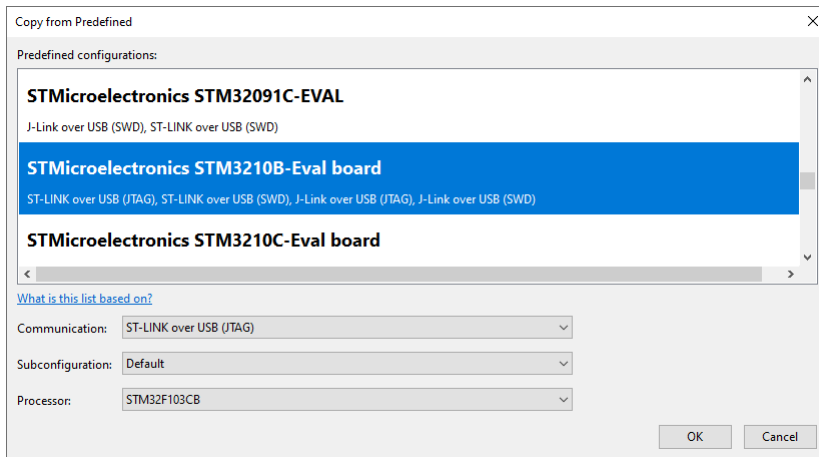 Copy from Predefined
Predefined configurations:
STMicroelectronics STM32091C-EVAL
J-Link over USB (SWD), ST-LINK over USB (SWD)
STMicroelectronics STM3210B-Eval board
ST-LINK over USB (JTAG), ST-LINK over USB (SWD), J-Link over USB (JTAG), J-Link over USB (SWD)
STMicroelectronics STM3210C-Eval board
What is this list based on?
Communication: ST-LINK over USB (JTAG)
Subconfiguration: Default
Processor: STM32F103CB
OK Cancel